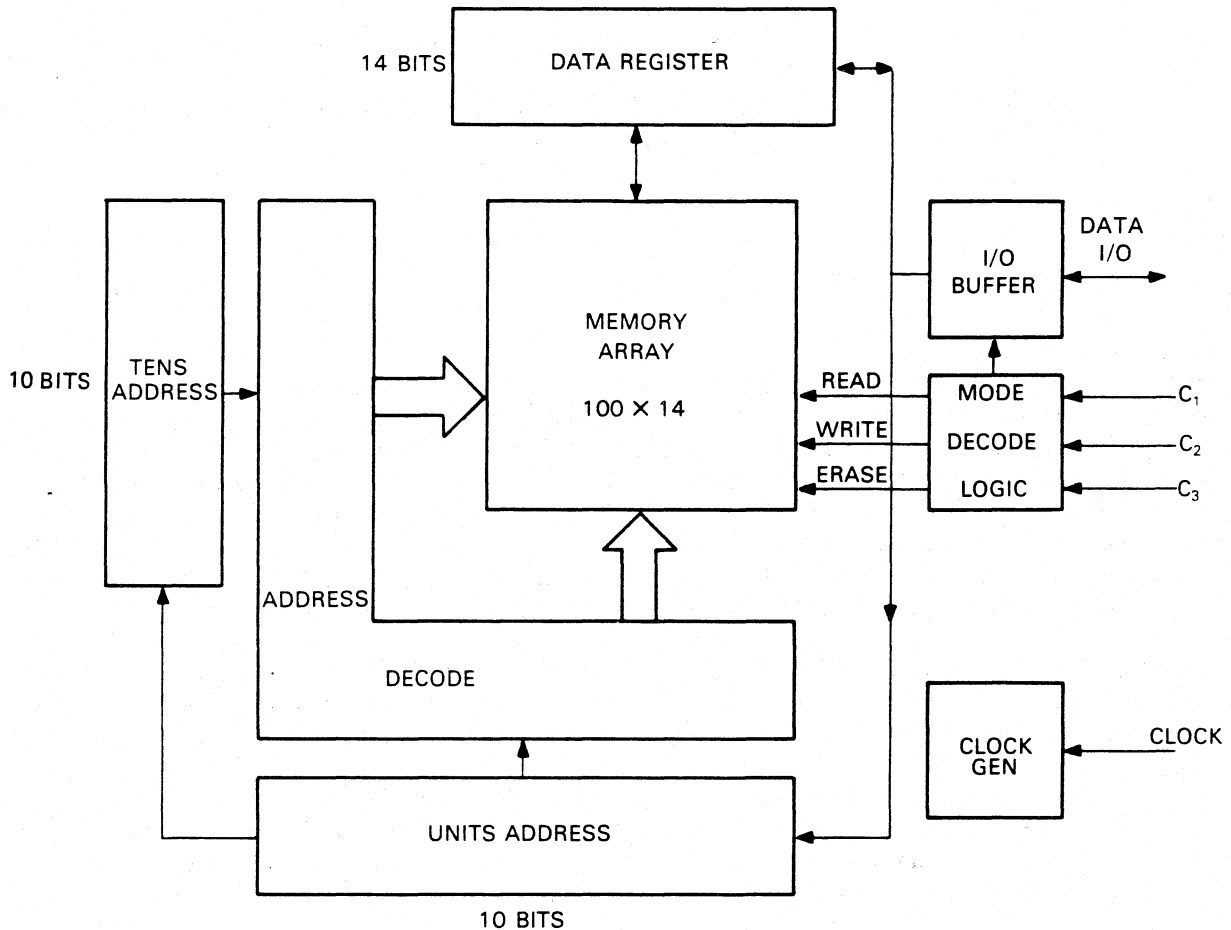 14 BITS
DATA REGISTER
DATA
I/O
I/O
BUFFER
MEMORY
ARRAY
100 × 14
10 BITS
TENS
ADDRESS
READ
WRITE
ERASE
MODE
DECODE
LOGIC
C₁
C₂
C₃
ADDRESS
DECODE
CLOCK
GEN
CLOCK
UNITS ADDRESS
10 BITS